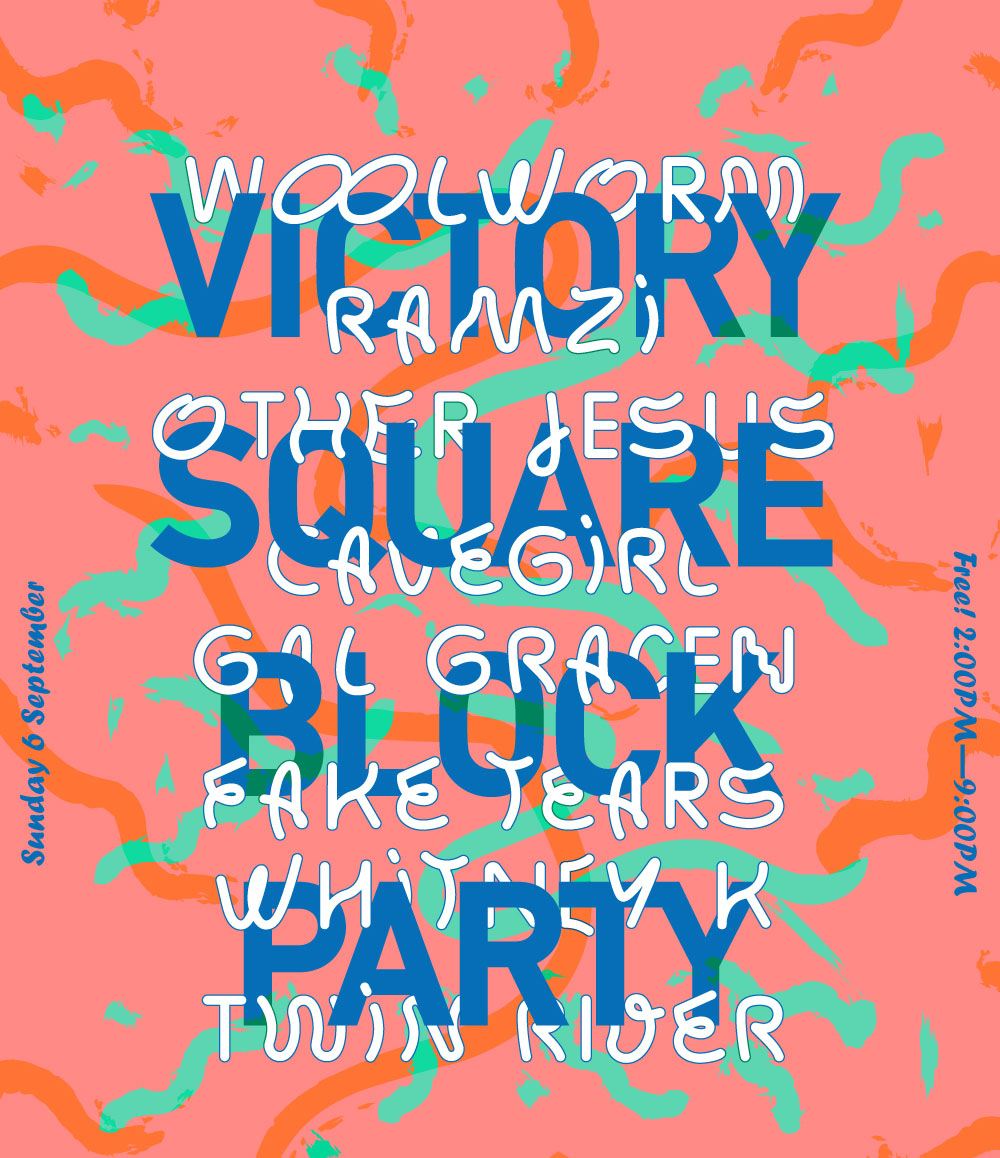 WOOLWORM
VICTORY
RAMZi
OTHER JESUS
SQUARE
CAVEGiRL
GAL GRACEN
BLOCK
FAKE TEARS
WHiTNEY K
PARTY
TWiN RIVER
Sunday 6 September
Free! 2:00PM—9:00PM